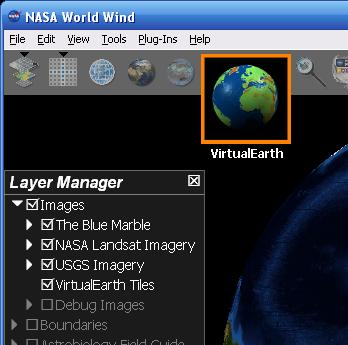 NASA World Wind
File Edit View Tools Plug-Ins Help
VirtualEarth
Layer Manager
Images
The Blue Marble
NASA Landsat Imagery
USGS Imagery
VirtualEarth Tiles
Debug Images
Boundaries
Astrobiology Field Guide